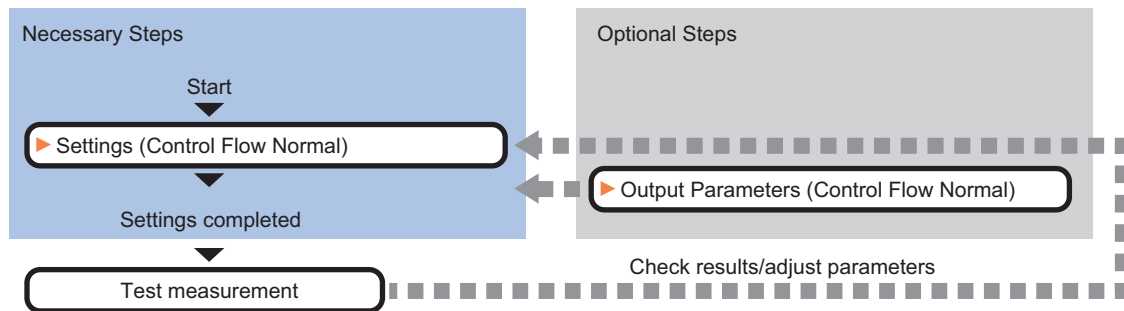 Necessary Steps
Optional Steps
Start
Settings (Control Flow Normal)
Output Parameters (Control Flow Normal)
Settings completed
Check results/adjust parameters
Test measurement